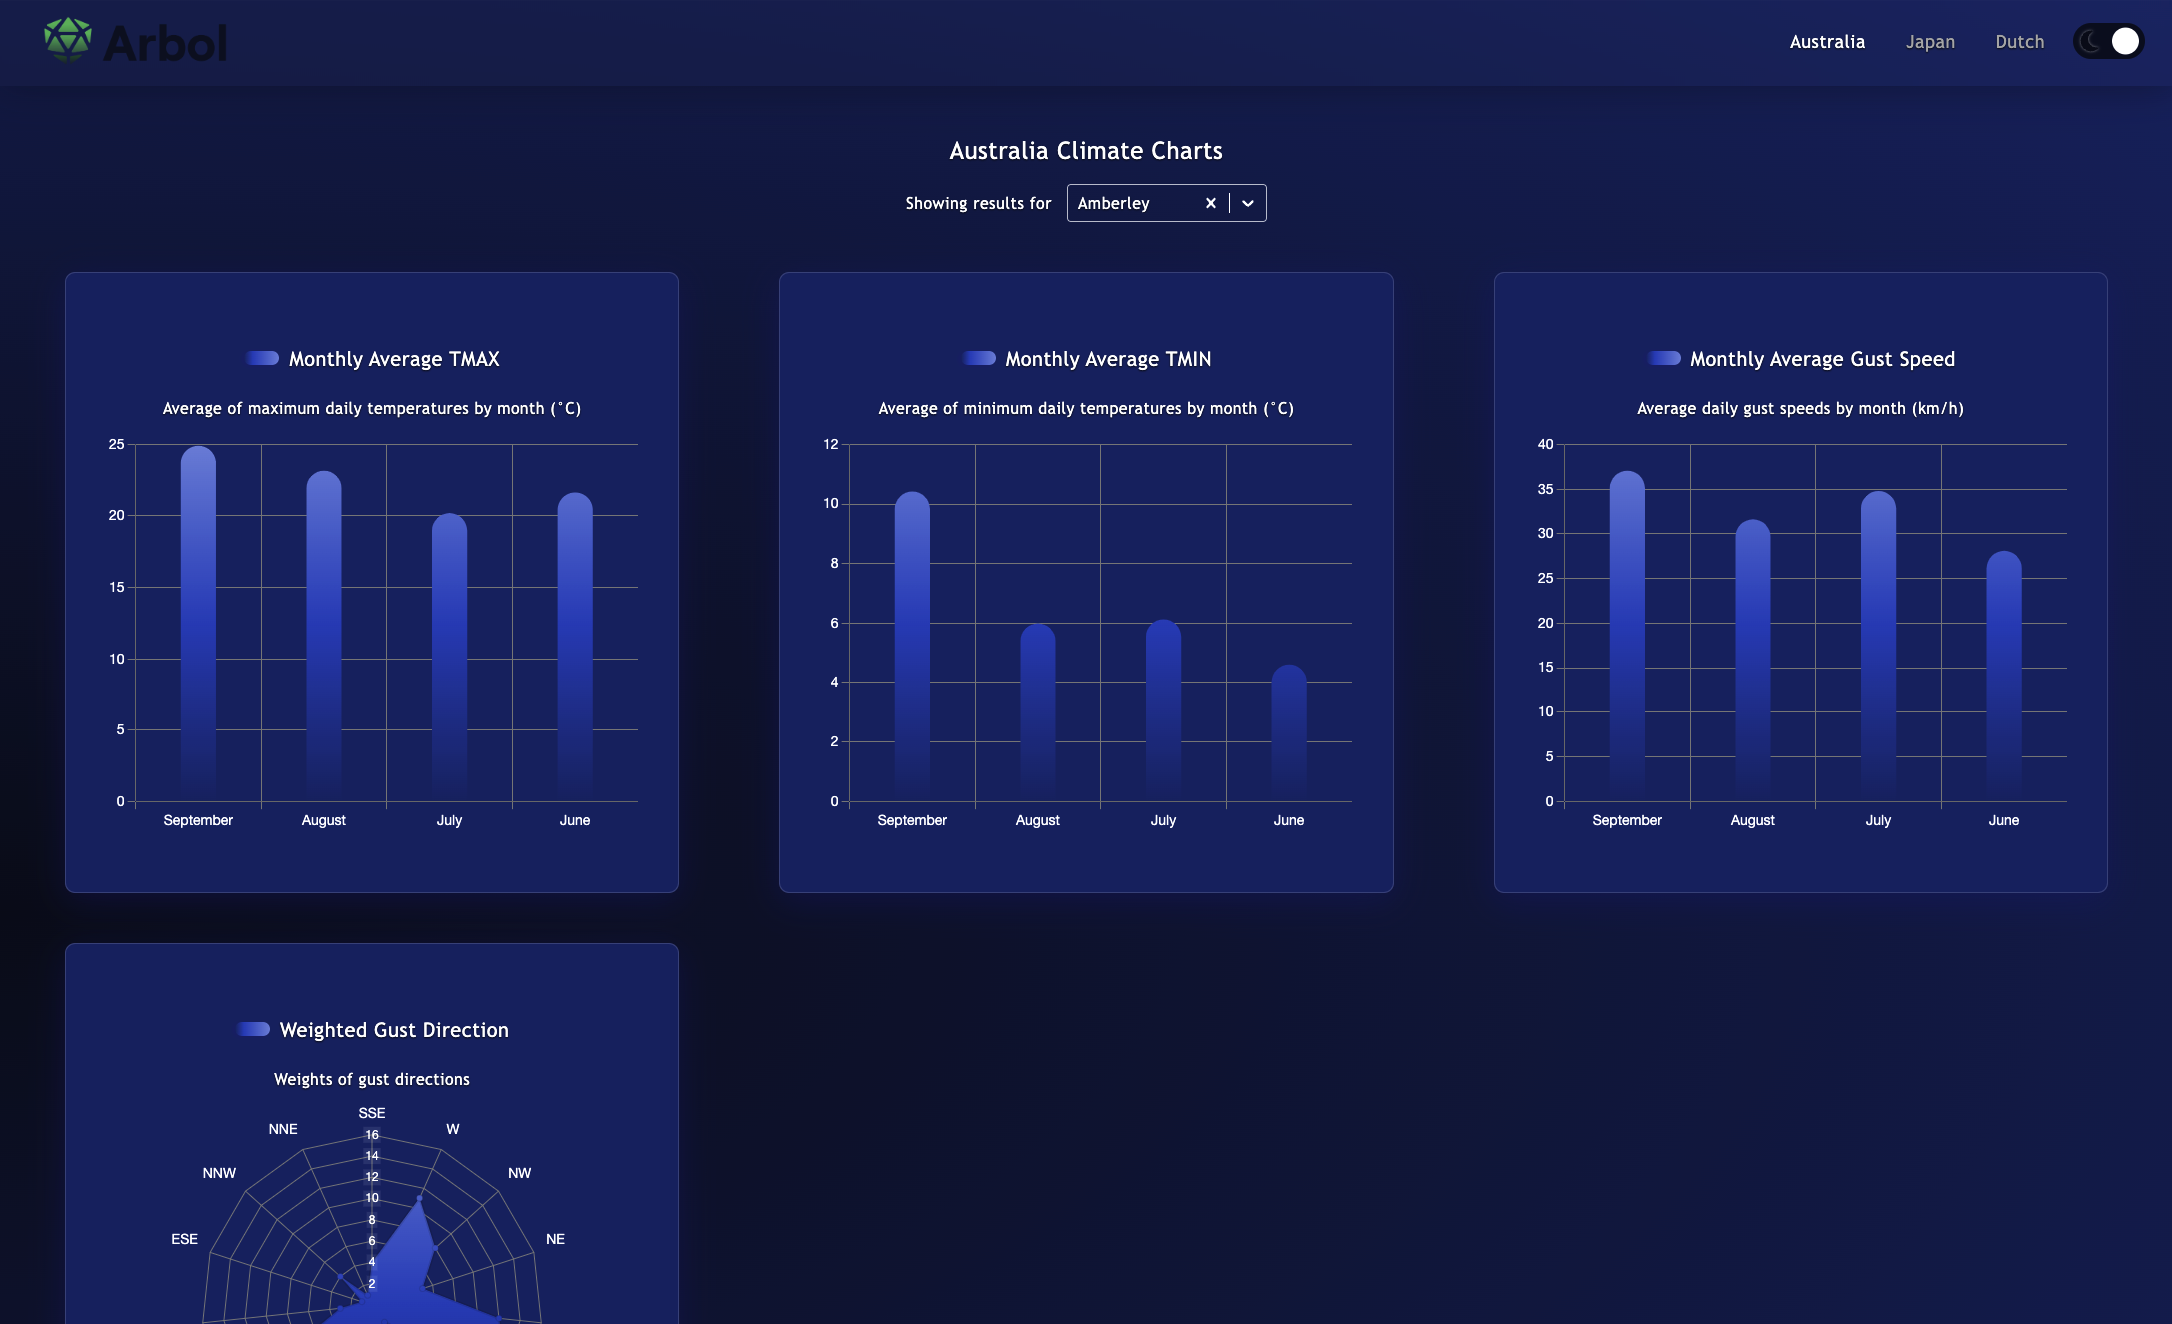 Arbol
Australia Japan Dutch
Australia Climate Charts
Showing results for Amberley
Monthly Average TMAX
Average of maximum daily temperatures by month (°C)
25
20
15
10
5
0
September August July June
Monthly Average TMIN
Average of minimum daily temperatures by month (°C)
12
10
8
6
4
2
0
September August July June
Monthly Average Gust Speed
Average daily gust speeds by month (km/h)
40
35
30
25
20
15
10
5
0
September August July June
Weighted Gust Direction
Weights of gust directions
SSE
NNE W
16
14
NNW NW
12
10
8
ESE NE
6
4
2